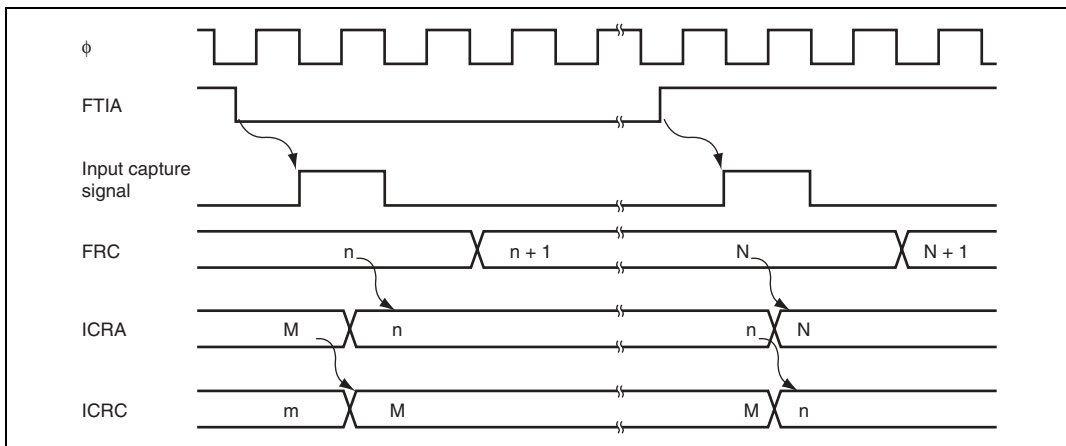 ϕ
FTIA
Input capture
signal
FRC n n + 1 N N + 1
ICRA M n n N
ICRC m M M n